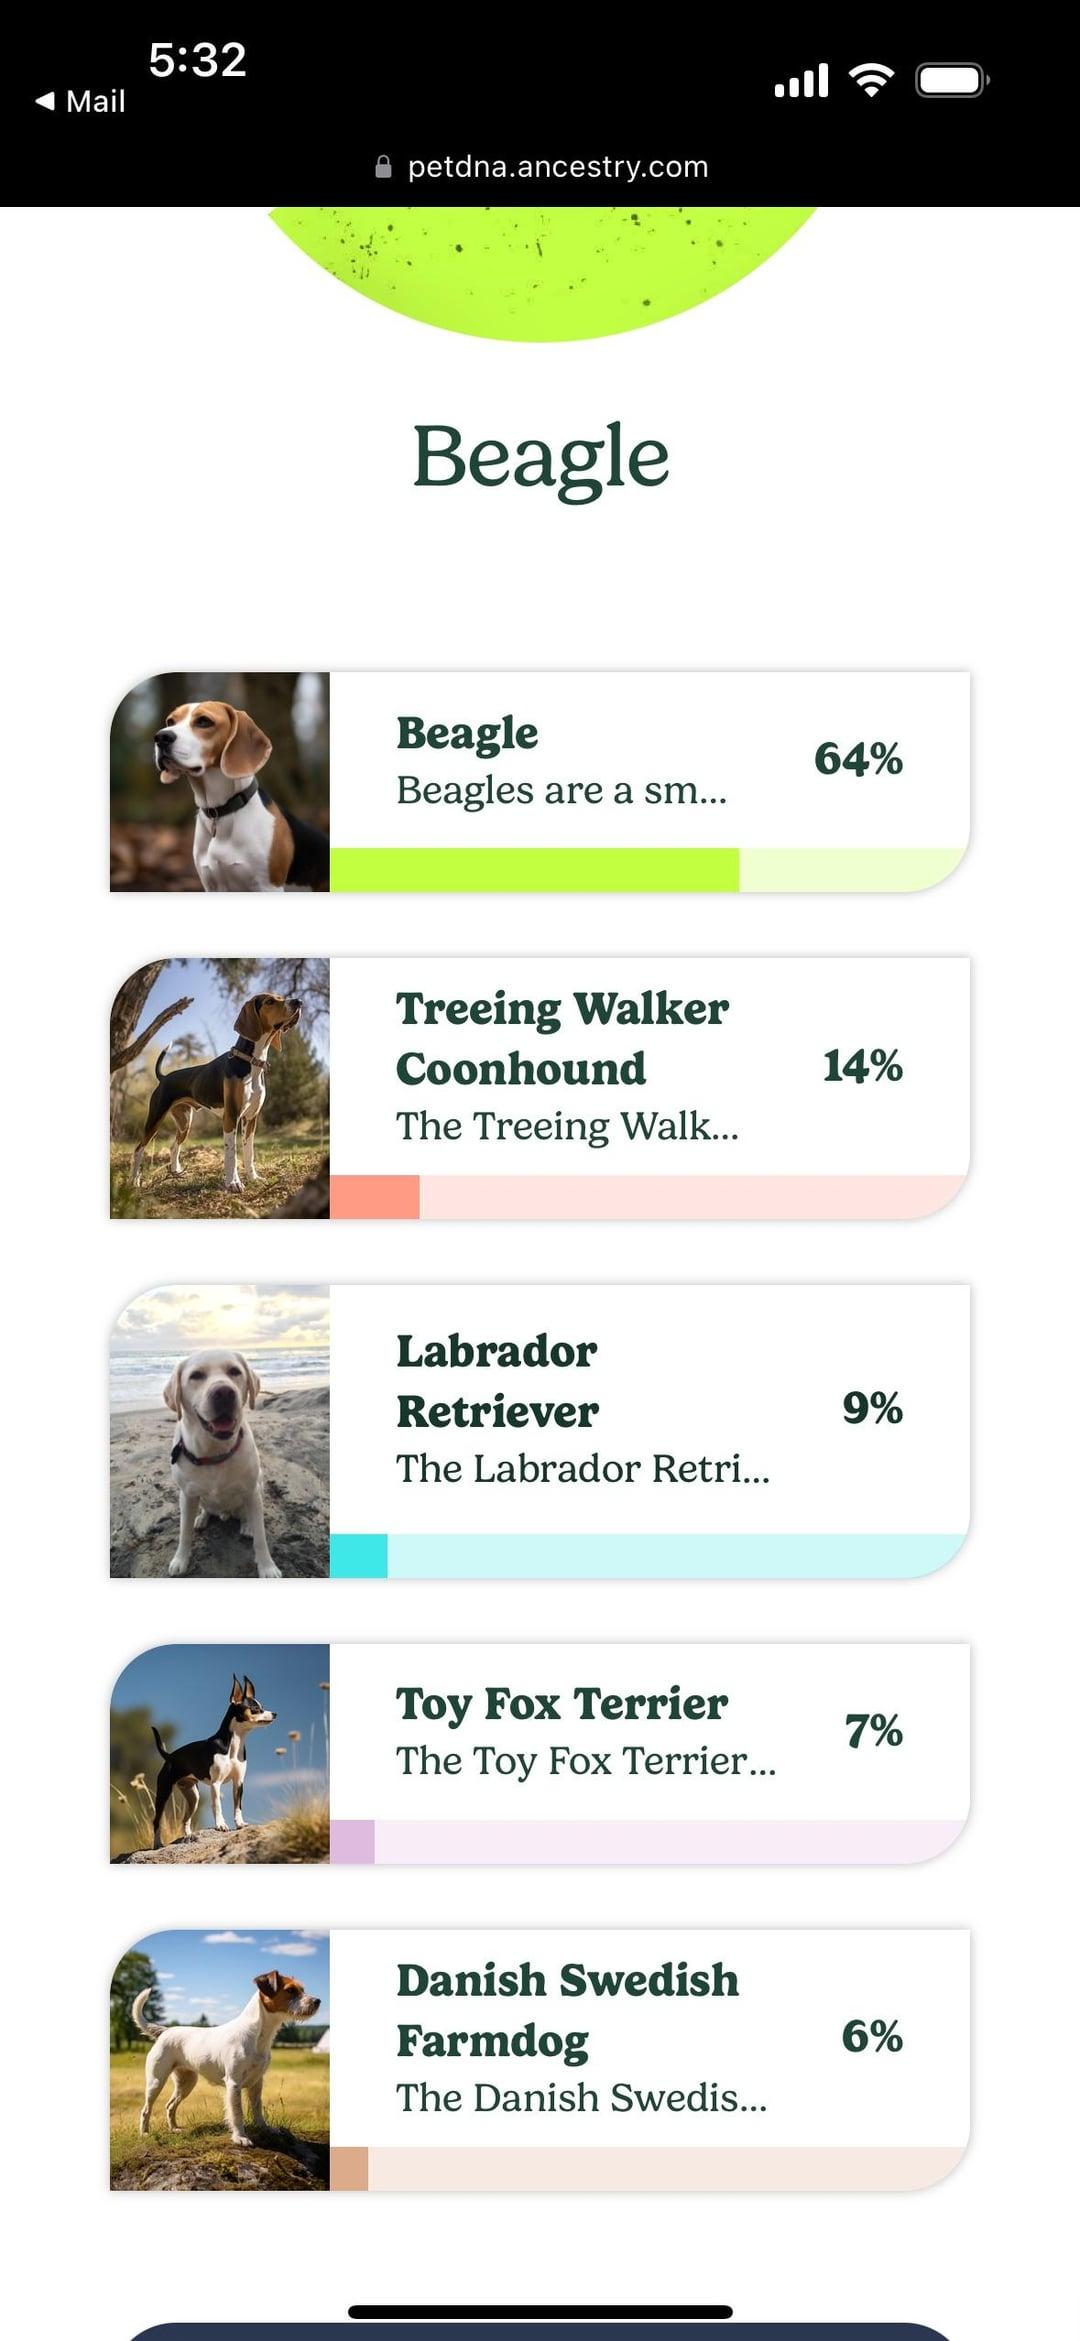 5:32
◀ Mail
petdna.ancestry.com
Beagle
Beagle
Beagles are a sm...
64%
Treeing Walker
Coonhound
The Treeing Walk...
14%
Labrador
Retriever
The Labrador Retri...
9%
Toy Fox Terrier
The Toy Fox Terrier...
7%
Danish Swedish
Farmdog
The Danish Swedis...
6%